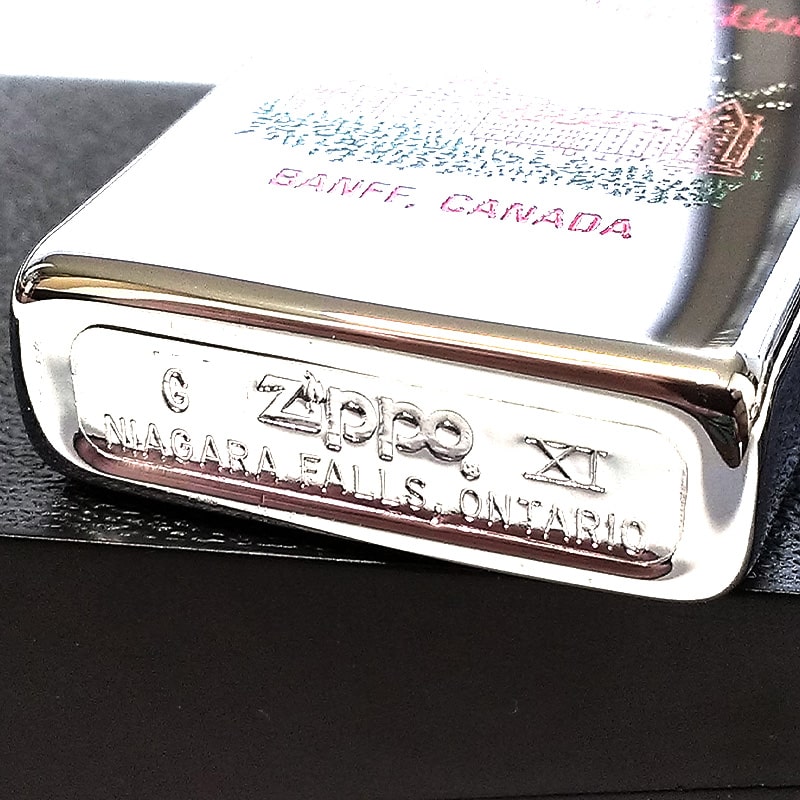 BANFF, CANADA
G Zippo ® XI
NIAGARA FALLS, ONTARIO